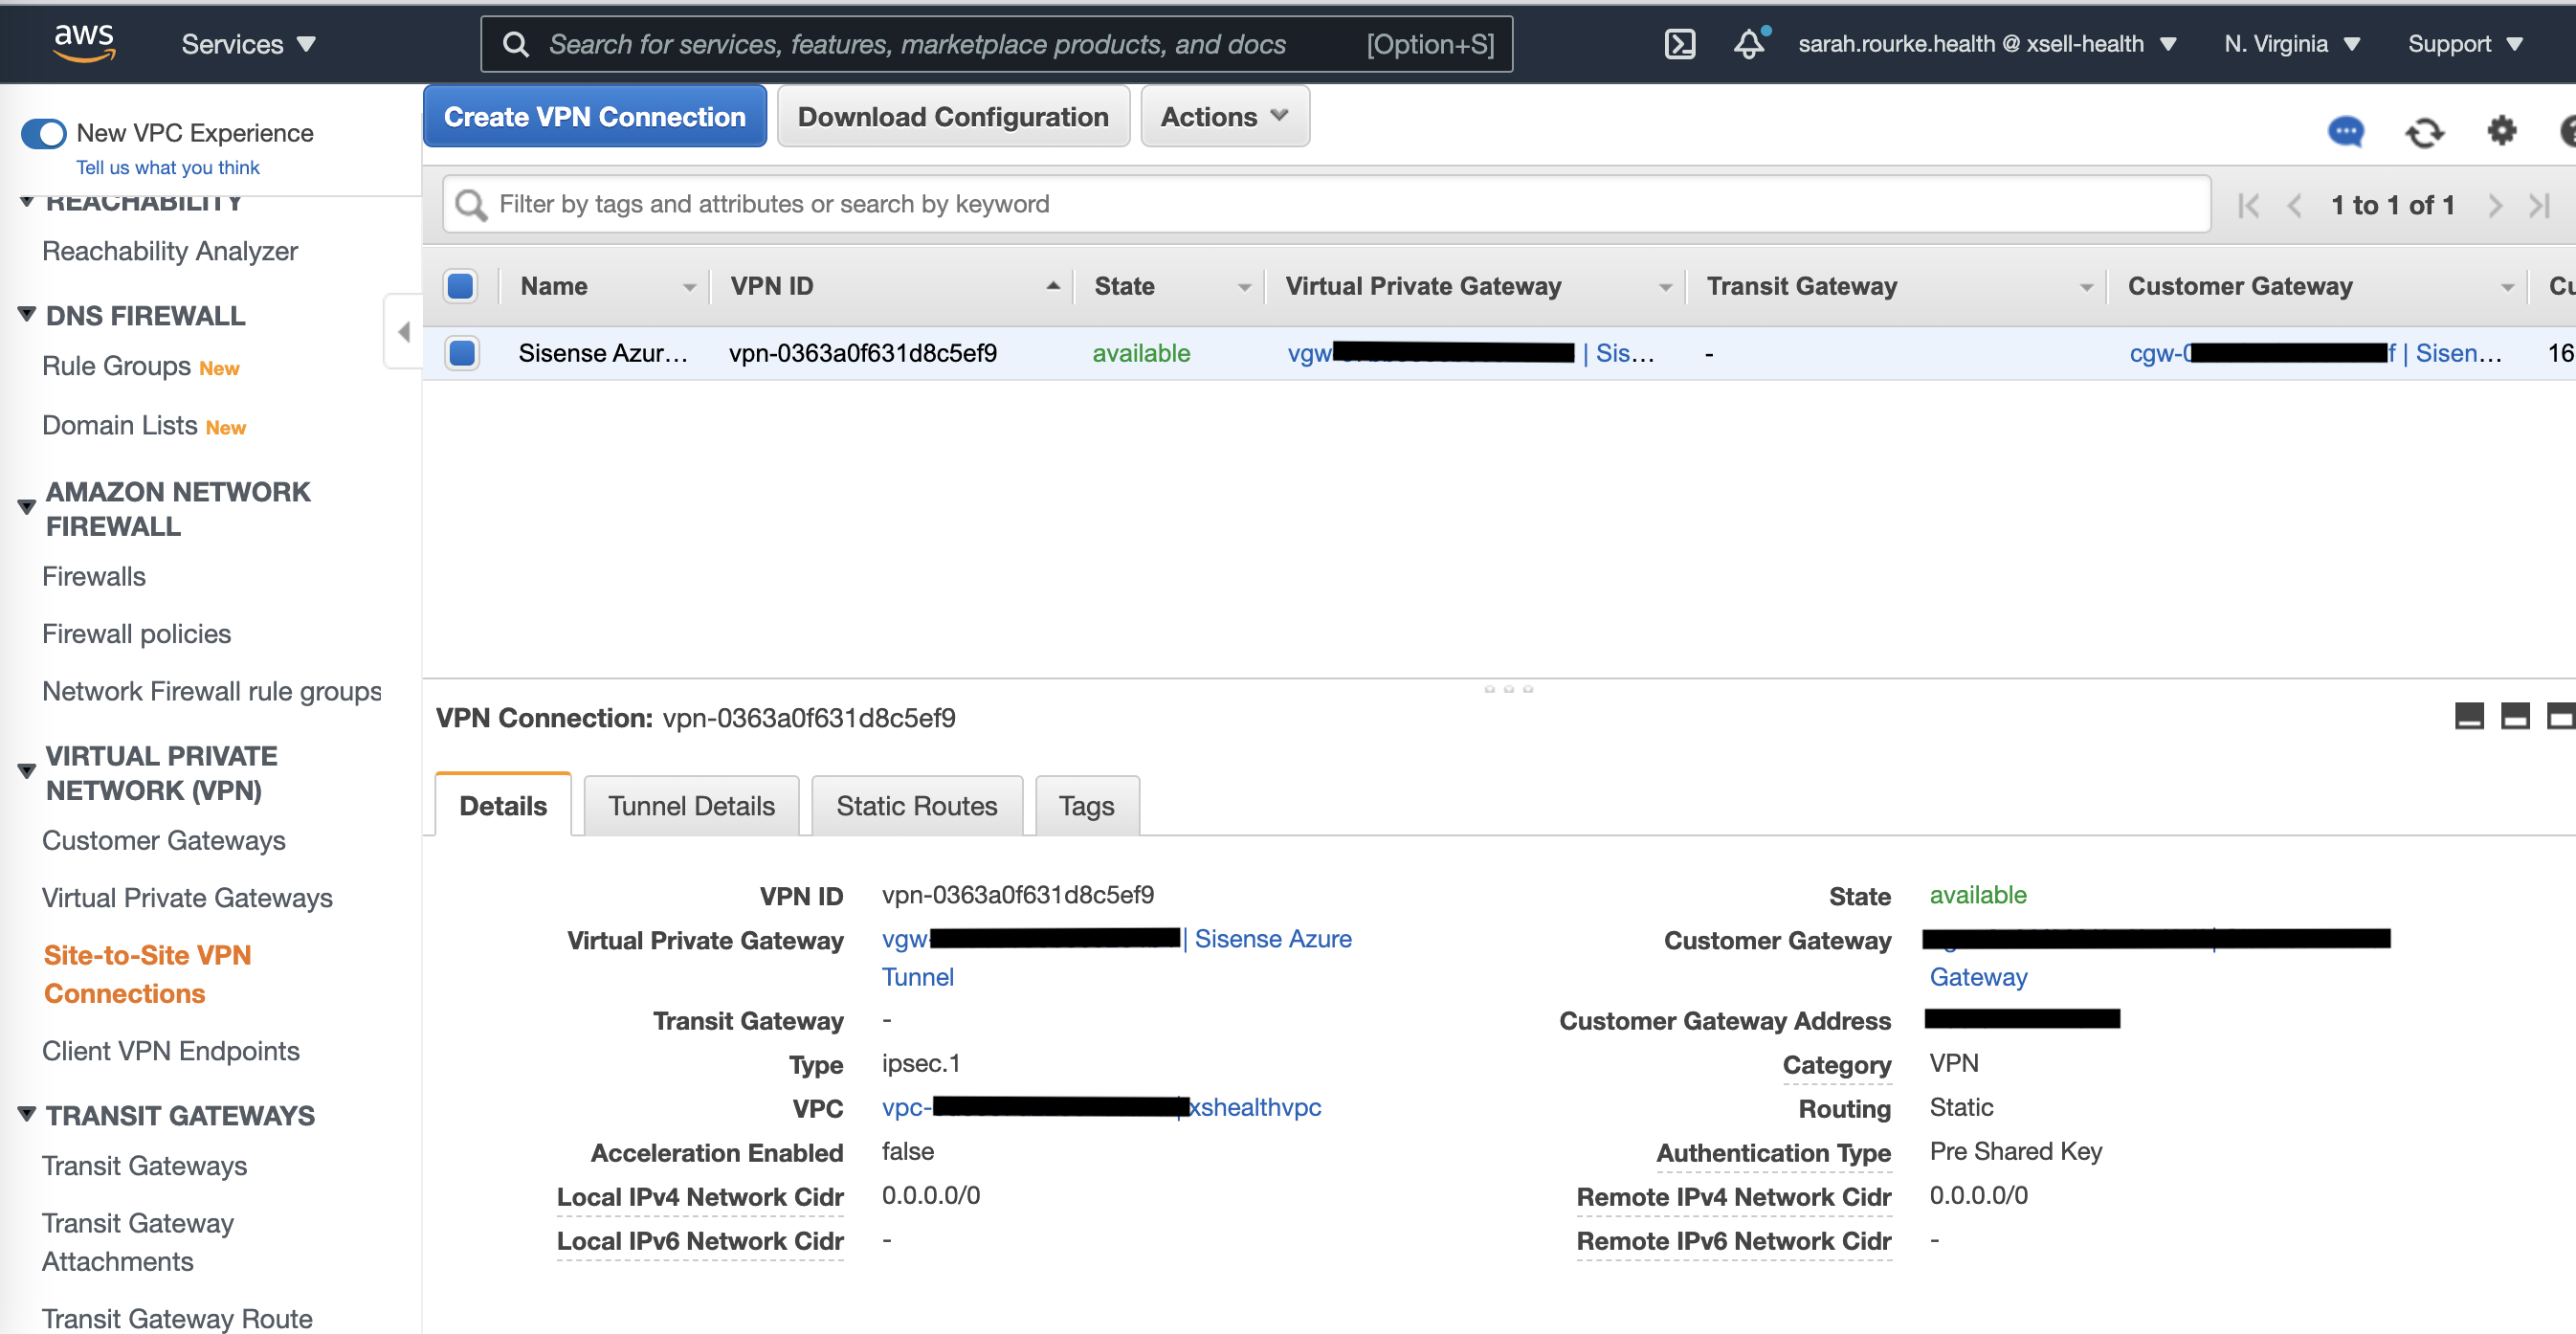 aws
Services
Search for services, features, marketplace products, and docs [Option+S]
sarah.rourke.health @ xsell-health
N. Virginia
Support
New VPC Experience
Tell us what you think
REACHABILITY
Reachability Analyzer
DNS FIREWALL
Rule Groups New
Domain Lists New
AMAZON NETWORK
FIREWALL
Firewalls
Firewall policies
Network Firewall rule groups
VIRTUAL PRIVATE
NETWORK (VPN)
Customer Gateways
Virtual Private Gateways
Site-to-Site VPN
Connections
Client VPN Endpoints
TRANSIT GATEWAYS
Transit Gateways
Transit Gateway
Attachments
Transit Gateway Route
Create VPN Connection
Download Configuration
Actions
Filter by tags and attributes or search by keyword
1 to 1 of 1
Name VPN ID State Virtual Private Gateway Transit Gateway Customer Gateway Cu
Sisense Azur... vpn-0363a0f631d8c5ef9 available vgw | Sis... - cgw-0 f | Sisen... 16
VPN Connection: vpn-0363a0f631d8c5ef9
Details
Tunnel Details
Static Routes
Tags
VPN ID vpn-0363a0f631d8c5ef9
State available
Virtual Private Gateway vgw- | Sisense Azure
Tunnel
Customer Gateway
Gateway
Transit Gateway -
Customer Gateway Address
Type ipsec.1
Category VPN
VPC vpc- xshealthvpc
Routing Static
Acceleration Enabled false
Authentication Type Pre Shared Key
Local IPv4 Network Cidr 0.0.0.0/0
Remote IPv4 Network Cidr 0.0.0.0/0
Local IPv6 Network Cidr -
Remote IPv6 Network Cidr -